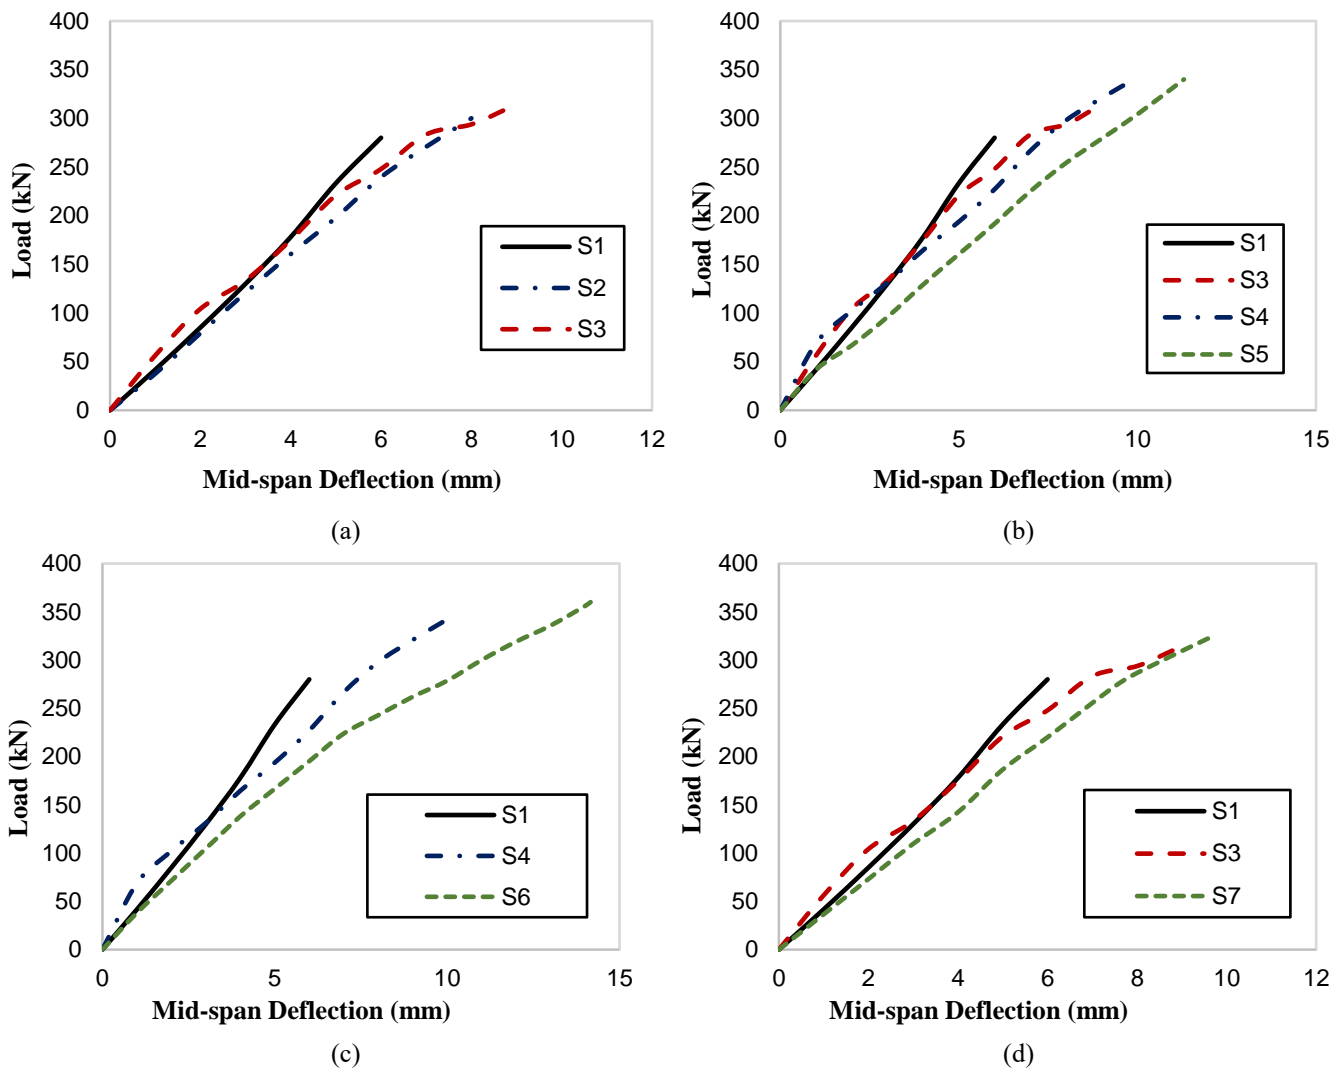 400
350
300
250
200
150
100
50
0
Load (kN)
S1
S2
S3
0 2 4 6 8 10 12
Mid-span Deflection (mm)
(a)
400
350
300
250
200
150
100
50
0
Load (kN)
S1
S3
S4
S5
0 5 10 15
Mid-span Deflection (mm)
(b)
400
350
300
250
200
150
100
50
0
Load (kN)
S1
S4
S6
0 5 10 15
Mid-span Deflection (mm)
(c)
400
350
300
250
200
150
100
50
0
Load (kN)
S1
S3
S7
0 2 4 6 8 10 12
Mid-span Deflection (mm)
(d)